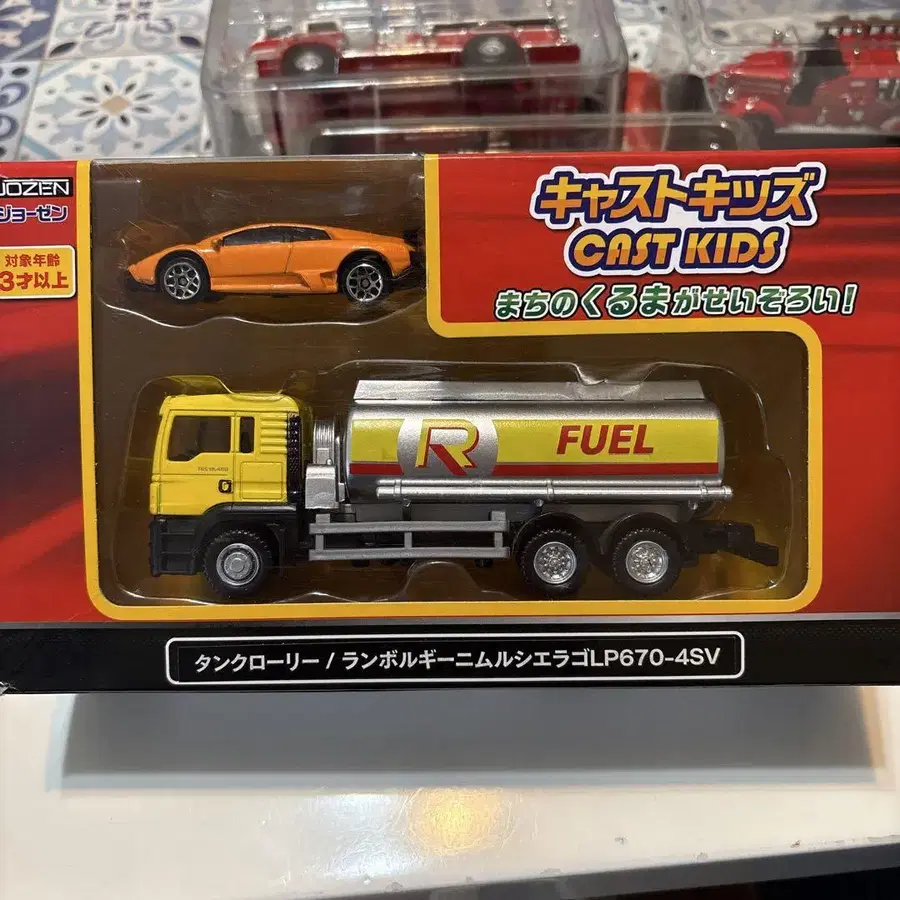 JOZEN
ジョーゼン
対象年齢
3才以上
キャストキッズ
CAST KIDS
まちのくるまがせいぞろい!
R FUEL
タンクローリー / ランボルギーニムルシエラゴLP670-4SV